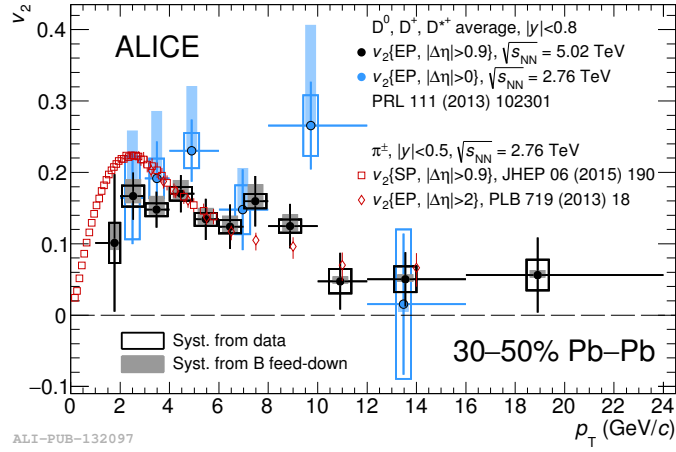 v₂
0.4
0.3
0.2
0.1
0
−0.1
ALICE
D⁰, D⁺, D*⁺ average, |y|<0.8
v₂{EP, |Δη|>0.9}, √s_NN = 5.02 TeV
v₂{EP, |Δη|>0}, √s_NN = 2.76 TeV
PRL 111 (2013) 102301
π±, |y|<0.5, √s_NN = 2.76 TeV
v₂{SP, |Δη|>0.9}, JHEP 06 (2015) 190
v₂{EP, |Δη|>2}, PLB 719 (2013) 18
Syst. from data
Syst. from B feed-down
30–50% Pb–Pb
0 2 4 6 8 10 12 14 16 18 20 22 24
p_T (GeV/c)
ALI-PUB-132097